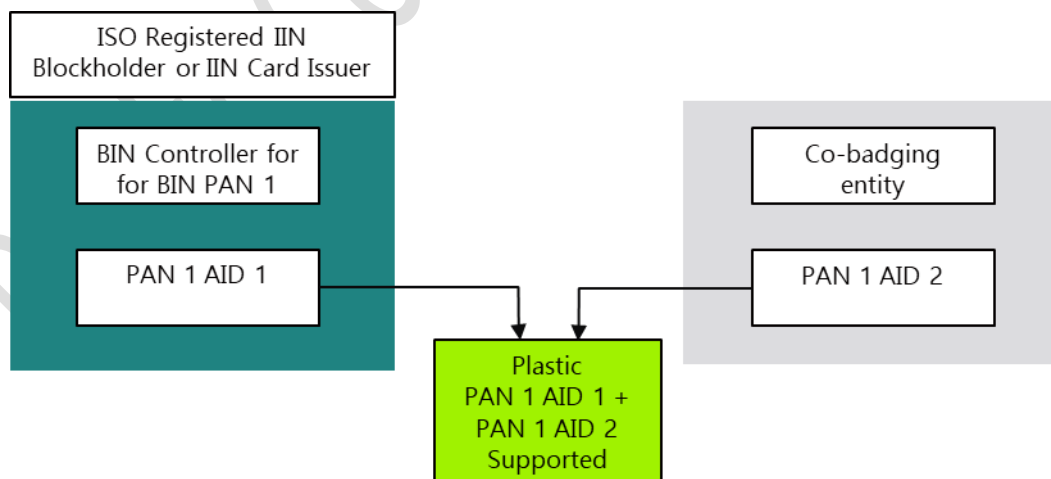 ISO Registered IIN
Blockholder or IIN Card Issuer
BIN Controller for
for BIN PAN 1
Co-badging
entity
PAN 1 AID 1
PAN 1 AID 2
Plastic
PAN 1 AID 1 +
PAN 1 AID 2
Supported